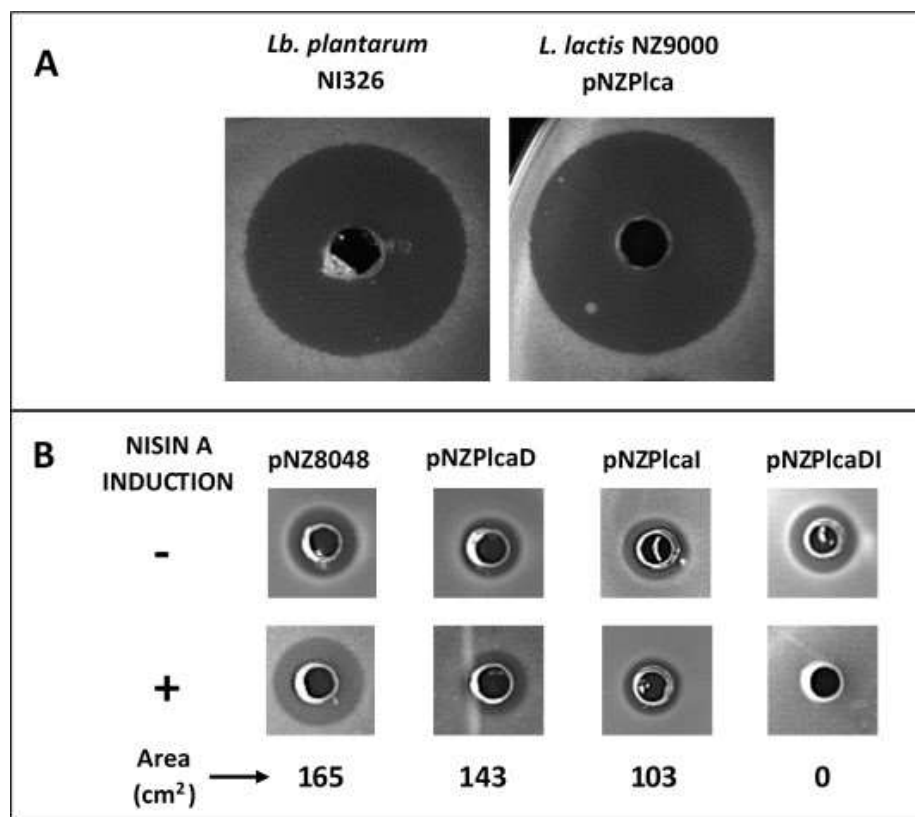 A
Lb. plantarum
NI326
L. lactis NZ9000
pNZPlca
B
NISIN A
INDUCTION
pNZ8048
pNZPlcaD
pNZPlcaI
pNZPlcaDI
-
+
Area
(cm²)
165
143
103
0